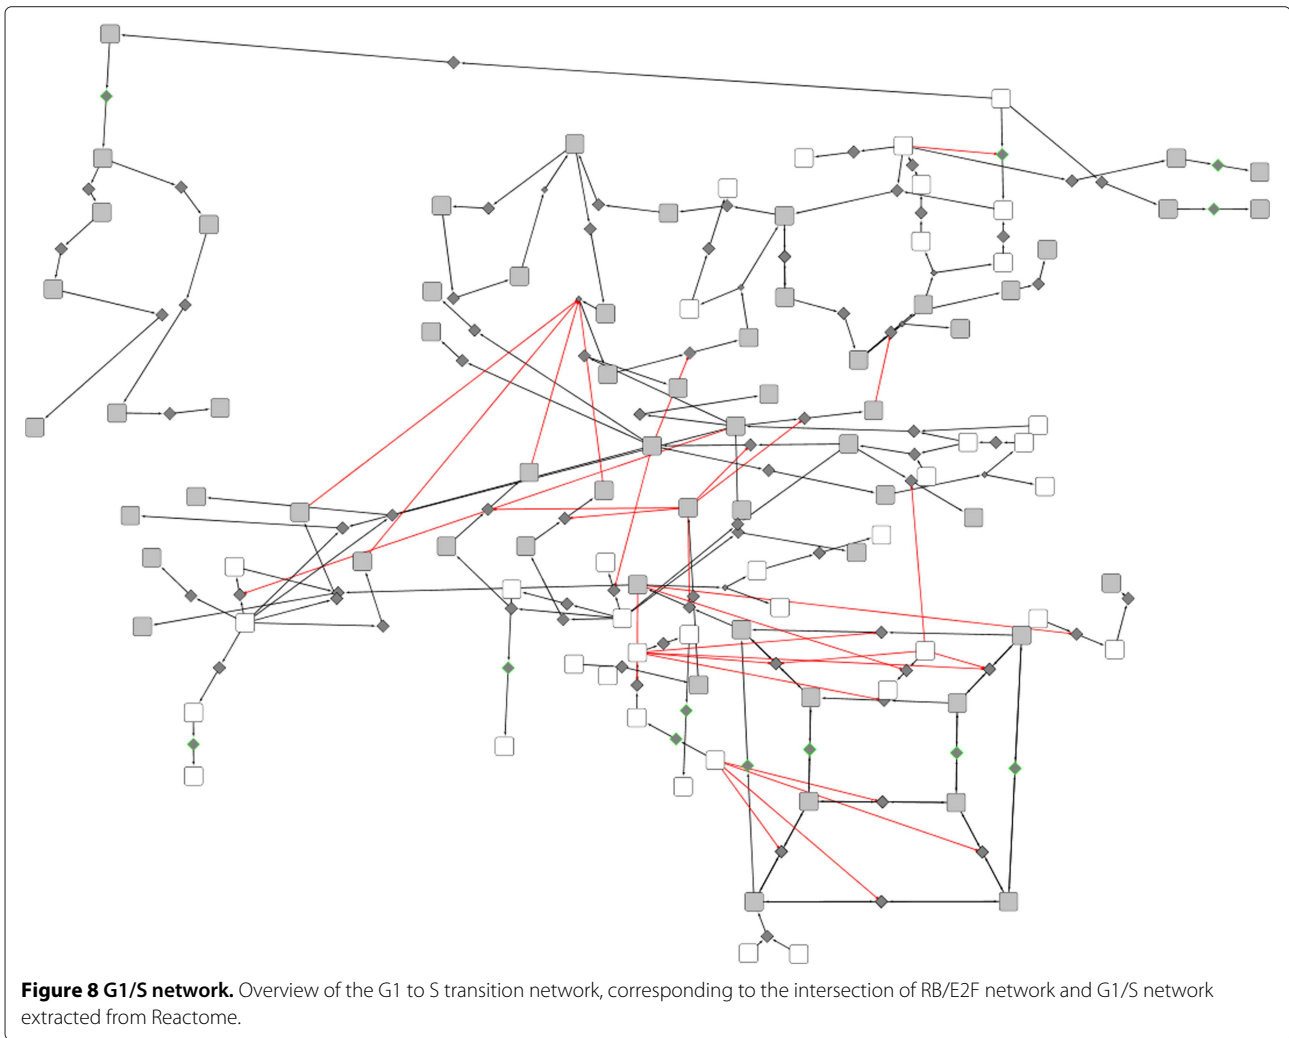 Figure 8 G1/S network. Overview of the G1 to S transition network, corresponding to the intersection of RB/E2F network and G1/S network
extracted from Reactome.